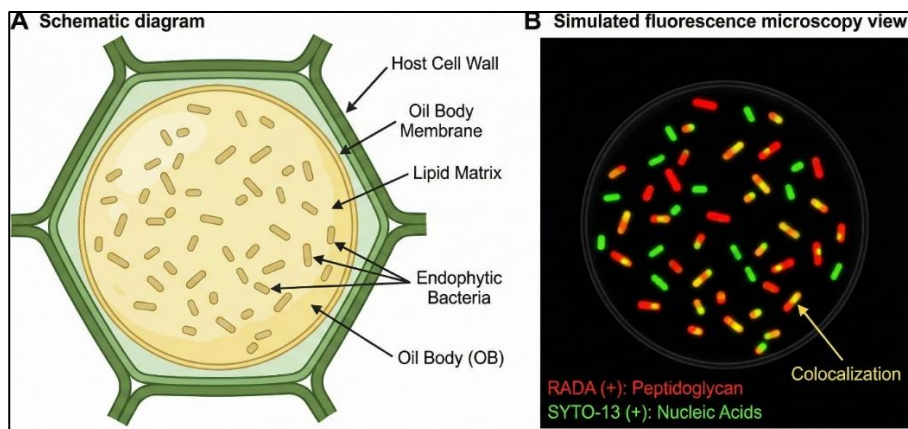 A Schematic diagram
Host Cell Wall
Oil Body
Membrane
Lipid Matrix
Endophytic
Bacteria
Oil Body (OB)
B Simulated fluorescence microscopy view
Colocalization
RADA (+): Peptidoglycan
SYTO-13 (+): Nucleic Acids